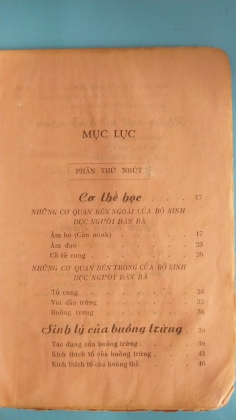 MỤC LỤC
PHẦN THỨ NHỨT
Cơ thể học . . . 17
NHỮNG CƠ QUAN BÊN NGOÀI CỦA BỘ SINH
DỤC NGƯỜI ĐÀN BÀ
Âm hộ (Cửa mình) . . . . 17
Âm đạo . . . . 23
Cổ tử cung . . . . 26
NHỮNG CƠ QUAN BÊN TRONG CỦA BỘ SINH
DỤC NGƯỜI ĐÀN BÀ
Tử cung . . . . 28
Vòi dẫn trứng . . . . 35
Buồng trứng . . . . 36
Sinh lý của buồng trứng . 39
Tác dụng của buồng trứng . . . . 39
Kích thích tố của buồng trứng . . . 45
Kích thích tố của hoàng thể . . . 46